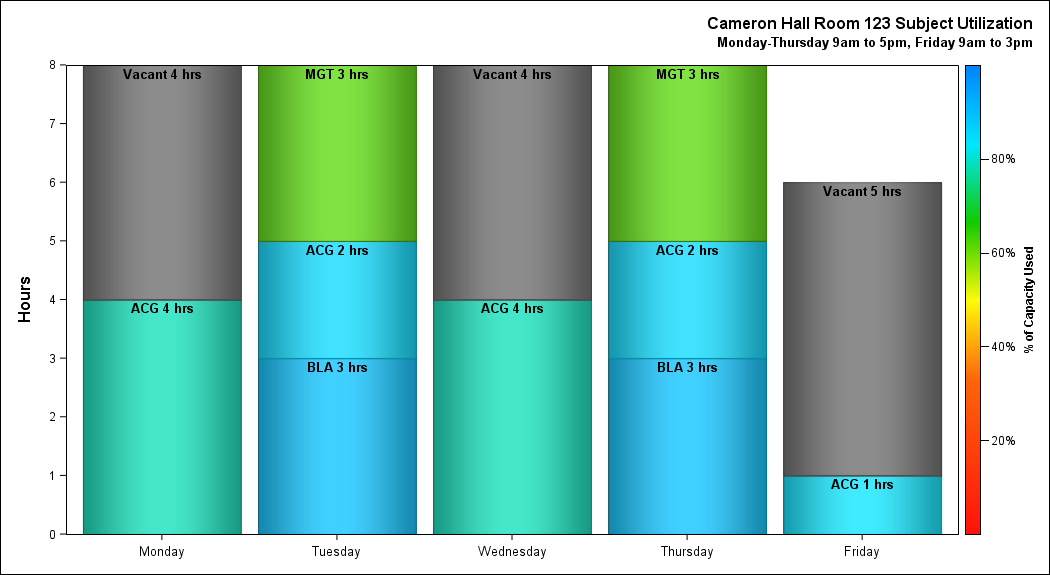 Cameron Hall Room 123 Subject Utilization
Monday-Thursday 9am to 5pm, Friday 9am to 3pm
Hours
8
7
6
5
4
3
2
1
0
Vacant 4 hrs
ACG 4 hrs
MGT 3 hrs
ACG 2 hrs
BLA 3 hrs
Vacant 4 hrs
ACG 4 hrs
MGT 3 hrs
ACG 2 hrs
BLA 3 hrs
Vacant 5 hrs
ACG 1 hrs
Monday
Tuesday
Wednesday
Thursday
Friday
80%
60%
40%
20%
% of Capacity Used